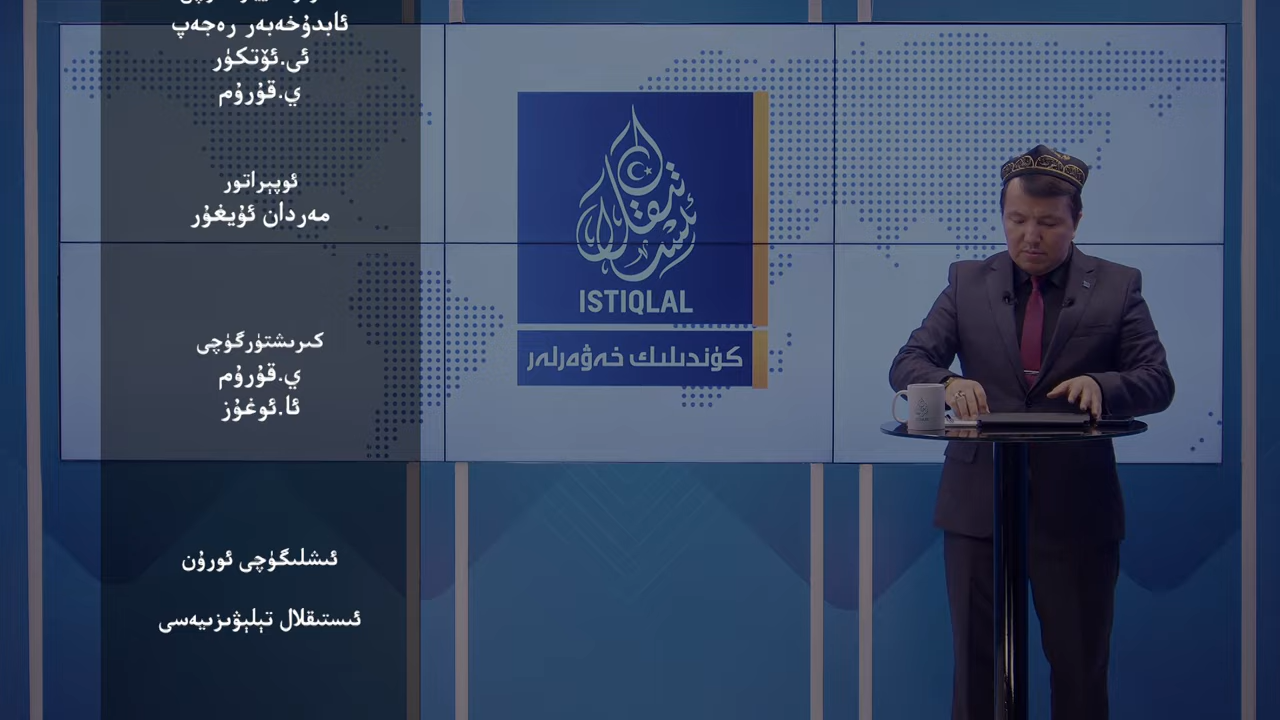 ئابدۇخەبەر رەجەپ
ئى.ئۆتكۈر
ي.قۇرۇم
ئوپېراتور
مەردان ئۇيغۇر
كىرىشتۈرگۈچى
ي.قۇرۇم
ئا.ئوغۇز
ئىشلىگۈچى ئورۇن
ئىستىقلال تېلېۋىزىيەسى
ئىستىقلال
ISTIQLAL
كۈندىلىك خەۋەرلەر